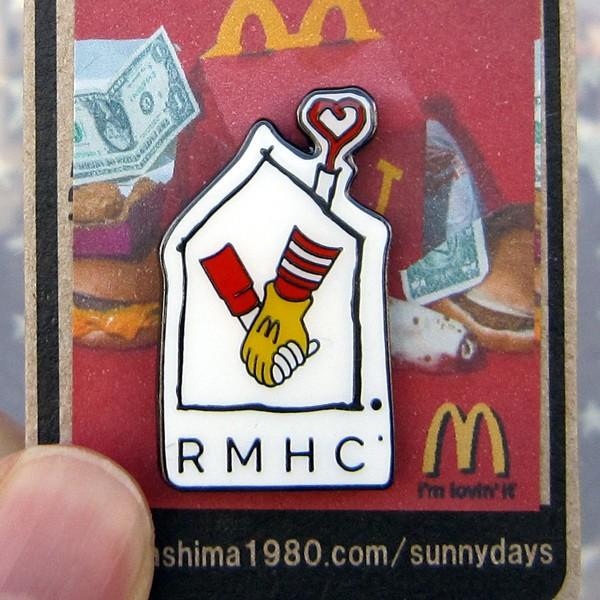 RMHC
i'm lovin' it
ashima1980.com/sunnydays